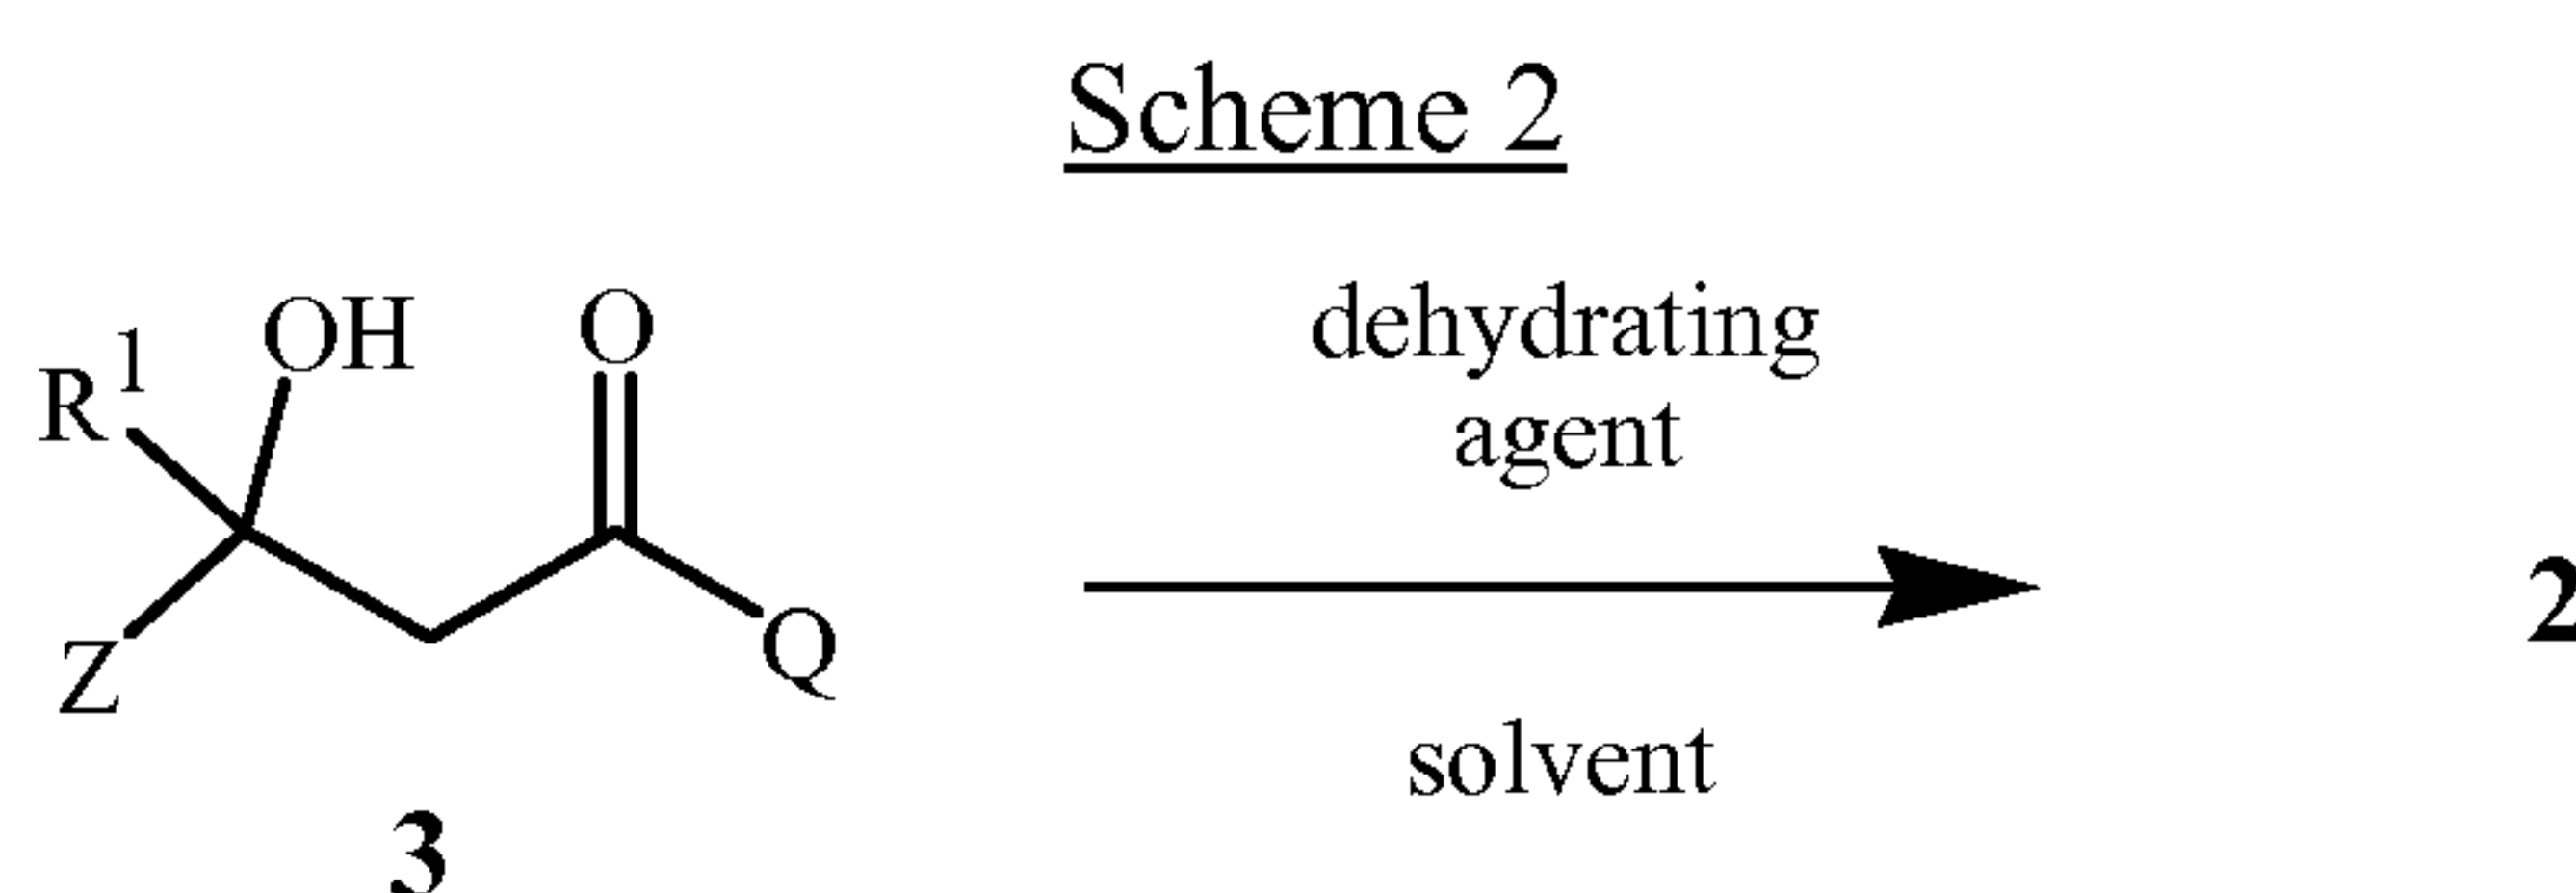 Scheme 2
OH
O
R1
dehydrating
agent
Z
Q
2
solvent
3